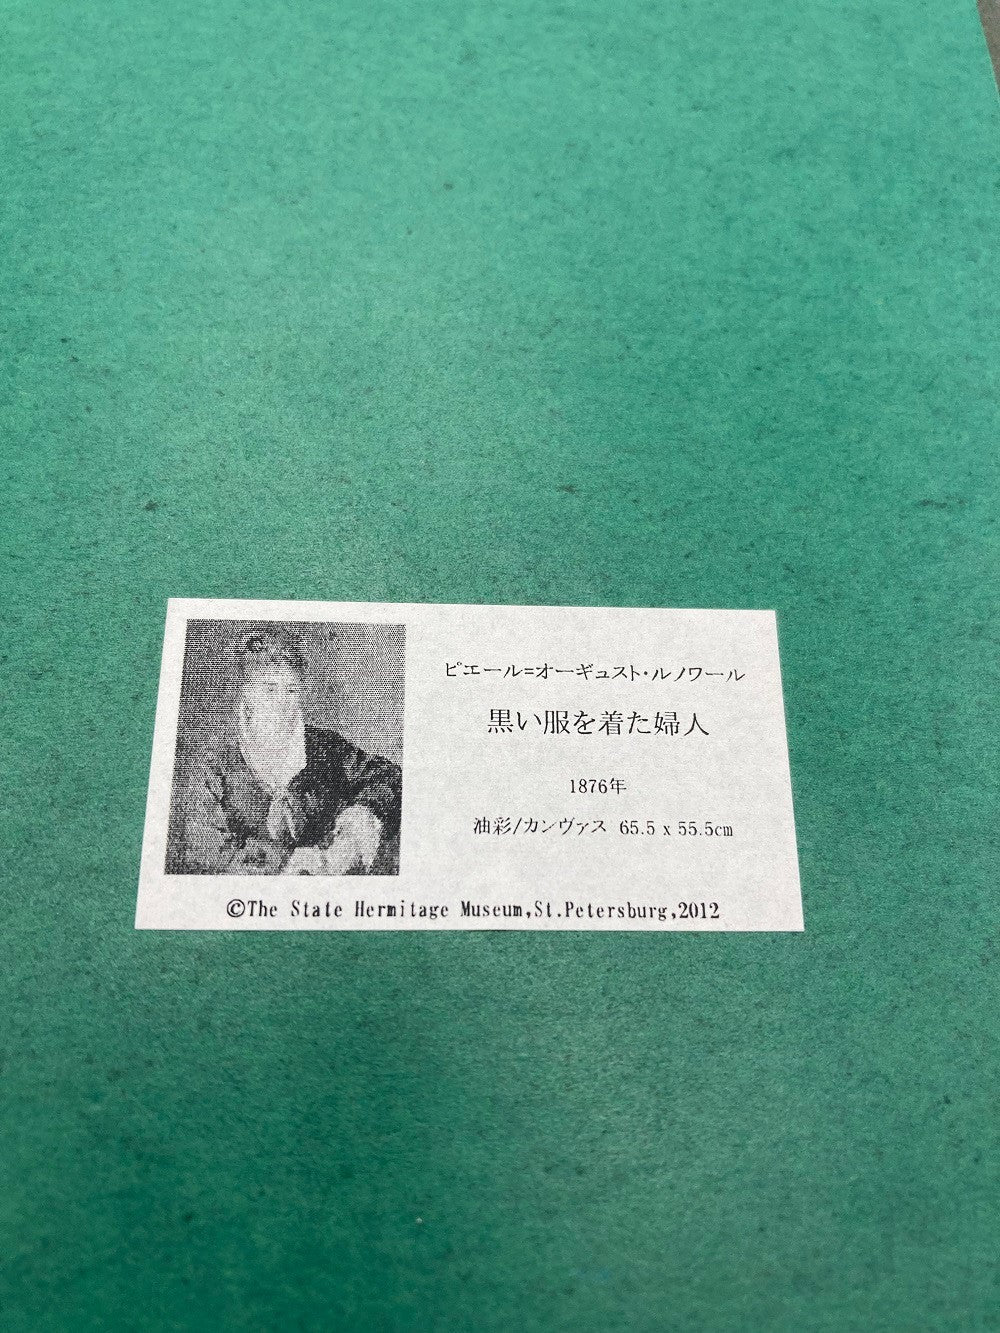 ピエール=オーギュスト・ルノワール
黒い服を着た婦人
1876年
油彩/カンヴァス 65.5 x 55.5cm
©The State Hermitage Museum,St.Petersburg,2012